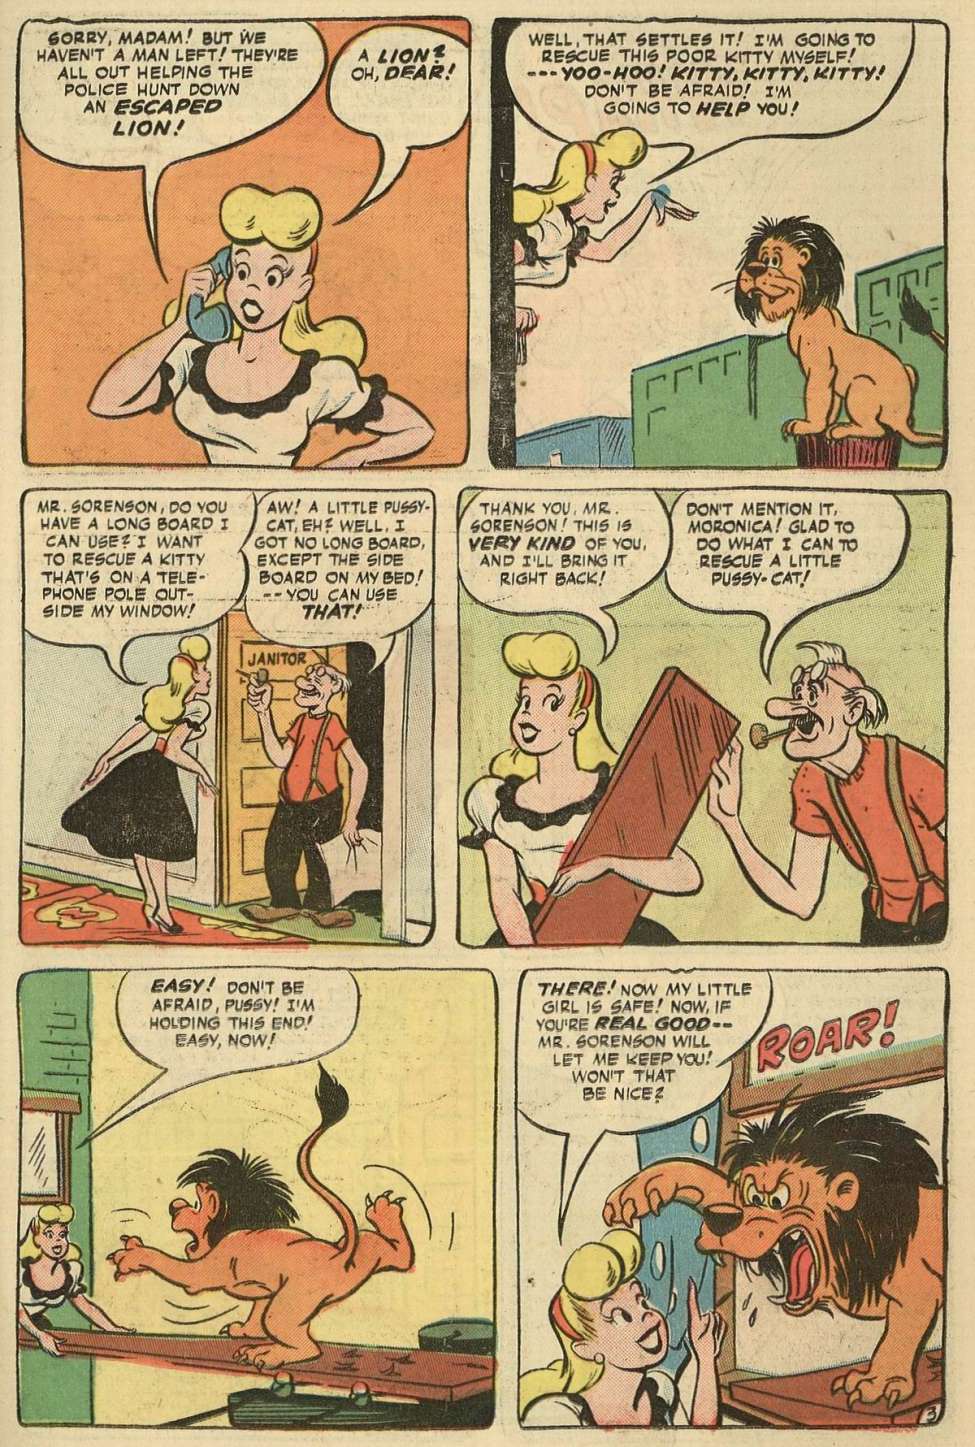 SORRY, MADAM! BUT WE
HAVEN'T A MAN LEFT! THEY'RE
ALL OUT HELPING THE
POLICE HUNT DOWN
AN ESCAPED
LION!
A LION?
OH, DEAR!
WELL, THAT SETTLES IT! I'M GOING TO
RESCUE THIS POOR KITTY MYSELF!
---YOO-HOO! KITTY, KITTY, KITTY!
DON'T BE AFRAID! I'M
GOING TO HELP YOU!
MR. SORENSON, DO YOU
HAVE A LONG BOARD I
CAN USE? I WANT
TO RESCUE A KITTY
THAT'S ON A TELE-
PHONE POLE OUT-
SIDE MY WINDOW!
AW! A LITTLE PUSSY-
CAT, EH? WELL, I
GOT NO LONG BOARD,
EXCEPT THE SIDE
BOARD ON MY BED!
--YOU CAN USE
THAT!
JANITOR
THANK YOU, MR.
SORENSON! THIS IS
VERY KIND OF YOU,
AND I'LL BRING IT
RIGHT BACK!
DON'T MENTION IT,
MORONICA! GLAD TO
DO WHAT I CAN TO
RESCUE A LITTLE
PUSSY-CAT!
EASY! DON'T BE
AFRAID, PUSSY! I'M
HOLDING THIS END!
EASY, NOW!
THERE! NOW MY LITTLE
GIRL IS SAFE! NOW, IF
YOU'RE REAL GOOD--
MR. SORENSON WILL
LET ME KEEP YOU!
WON'T THAT
BE NICE?
ROAR!
3